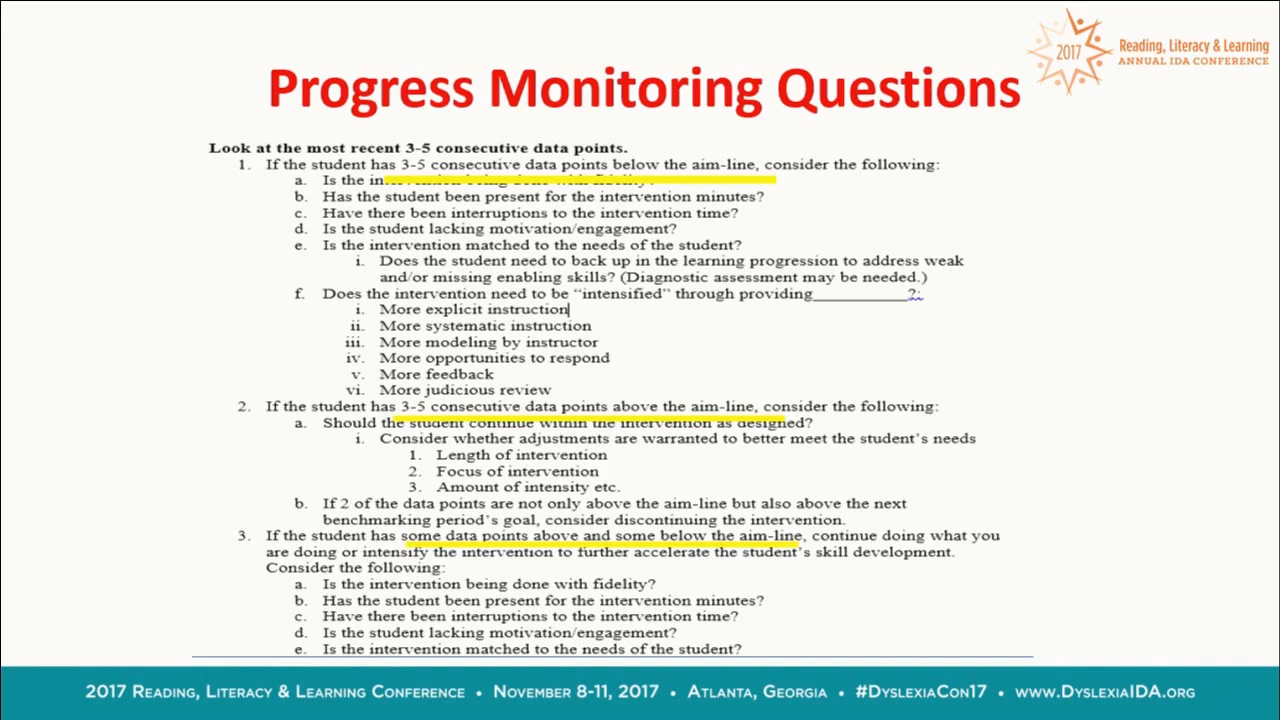 2017
Reading, Literacy & Learning
ANNUAL IDA CONFERENCE
Progress Monitoring Questions
Look at the most recent 3-5 consecutive data points.
1. If the student has 3-5 consecutive data points below the aim-line, consider the following:
a. Is the intervention being done with fidelity?
b. Has the student been present for the intervention minutes?
c. Have there been interruptions to the intervention time?
d. Is the student lacking motivation/engagement?
e. Is the intervention matched to the needs of the student?
i. Does the student need to back up in the learning progression to address weak
and/or missing enabling skills? (Diagnostic assessment may be needed.)
f. Does the intervention need to be “intensified” through providing__________?:
i. More explicit instruction
ii. More systematic instruction
iii. More modeling by instructor
iv. More opportunities to respond
v. More feedback
vi. More judicious review
2. If the student has 3-5 consecutive data points above the aim-line, consider the following:
a. Should the student continue within the intervention as designed?
i. Consider whether adjustments are warranted to better meet the student’s needs
1. Length of intervention
2. Focus of intervention
3. Amount of intensity etc.
b. If 2 of the data points are not only above the aim-line but also above the next
benchmarking period’s goal, consider discontinuing the intervention.
3. If the student has some data points above and some below the aim-line, continue doing what you
are doing or intensify the intervention to further accelerate the student’s skill development.
Consider the following:
a. Is the intervention being done with fidelity?
b. Has the student been present for the intervention minutes?
c. Have there been interruptions to the intervention time?
d. Is the student lacking motivation/engagement?
e. Is the intervention matched to the needs of the student?
2017 Reading, Literacy & Learning Conference • November 8-11, 2017 • Atlanta, Georgia • #DyslexiaCon17 • www.DyslexiaIDA.org